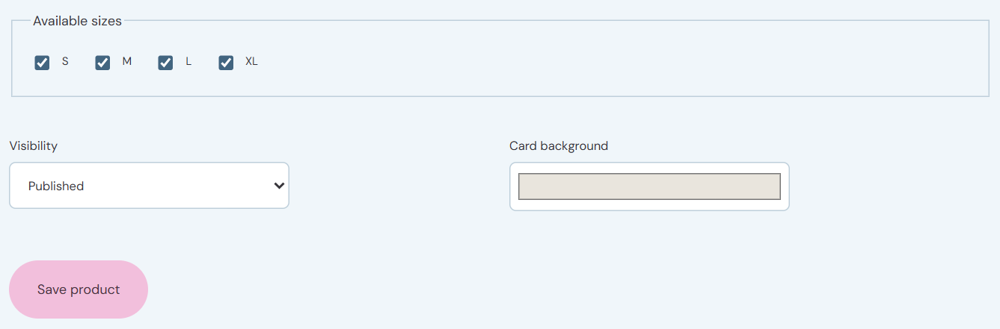 Available sizes
S M L XL
Visibility Card background
Published
Save product